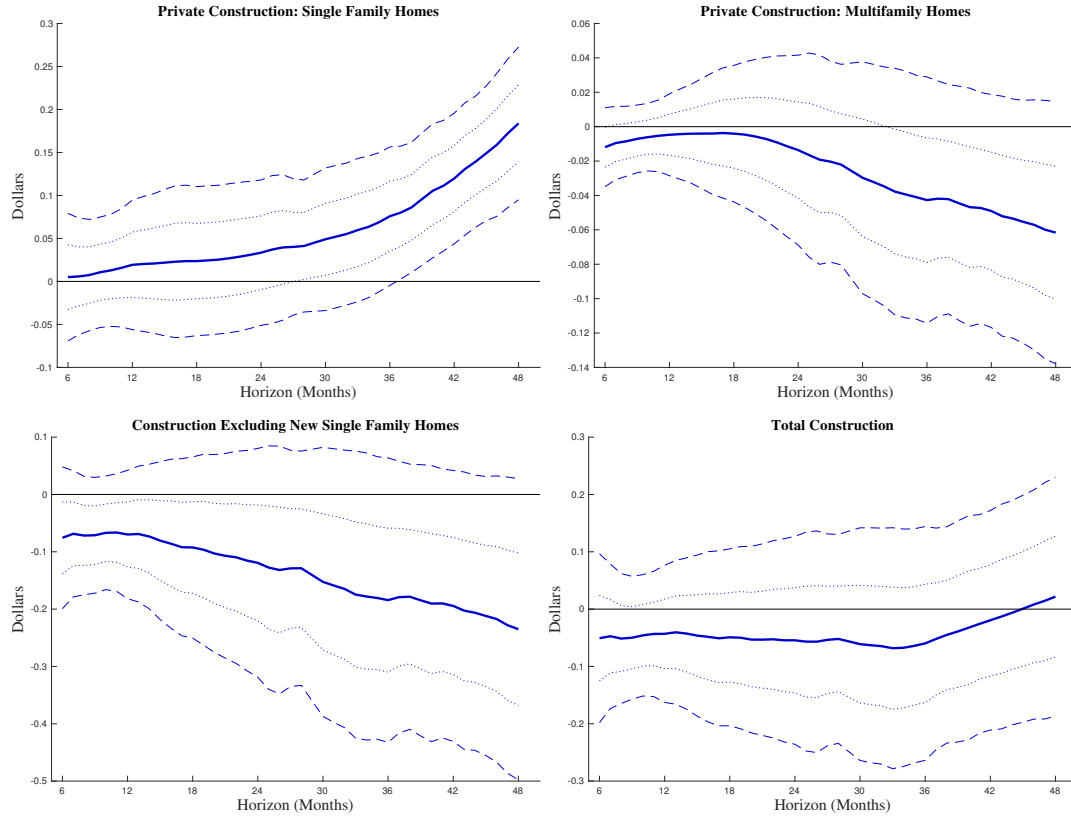 Private Construction: Single Family Homes
0.3
0.25
0.2
0.15
0.1
0.05
0
-0.05
-0.1
Dollars
6 12 18 24 30 36 42 48
Horizon (Months)
Private Construction: Multifamily Homes
0.06
0.04
0.02
0
-0.02
-0.04
-0.06
-0.08
-0.1
-0.12
-0.14
Dollars
6 12 18 24 30 36 42 48
Horizon (Months)
Construction Excluding New Single Family Homes
0.1
0
-0.1
-0.2
-0.3
-0.4
-0.5
Dollars
6 12 18 24 30 36 42 48
Horizon (Months)
Total Construction
0.3
0.2
0.1
0
-0.1
-0.2
-0.3
Dollars
6 12 18 24 30 36 42 48
Horizon (Months)